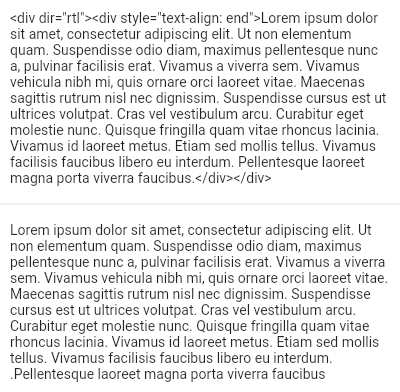 <div dir="rtl"><div style="text-align: end">Lorem ipsum dolor
sit amet, consectetur adipiscing elit. Ut non elementum
quam. Suspendisse odio diam, maximus pellentesque nunc
a, pulvinar facilisis erat. Vivamus a viverra sem. Vivamus
vehicula nibh mi, quis ornare orci laoreet vitae. Maecenas
sagittis rutrum nisl nec dignissim. Suspendisse cursus est ut
ultrices volutpat. Cras vel vestibulum arcu. Curabitur eget
molestie nunc. Quisque fringilla quam vitae rhoncus lacinia.
Vivamus id laoreet metus. Etiam sed mollis tellus. Vivamus
facilisis faucibus libero eu interdum. Pellentesque laoreet
magna porta viverra faucibus.</div></div>
Lorem ipsum dolor sit amet, consectetur adipiscing elit. Ut
non elementum quam. Suspendisse odio diam, maximus
pellentesque nunc a, pulvinar facilisis erat. Vivamus a viverra
sem. Vivamus vehicula nibh mi, quis ornare orci laoreet vitae.
Maecenas sagittis rutrum nisl nec dignissim. Suspendisse
cursus est ut ultrices volutpat. Cras vel vestibulum arcu.
Curabitur eget molestie nunc. Quisque fringilla quam vitae
rhoncus lacinia. Vivamus id laoreet metus. Etiam sed mollis
tellus. Vivamus facilisis faucibus libero eu interdum.
.Pellentesque laoreet magna porta viverra faucibus